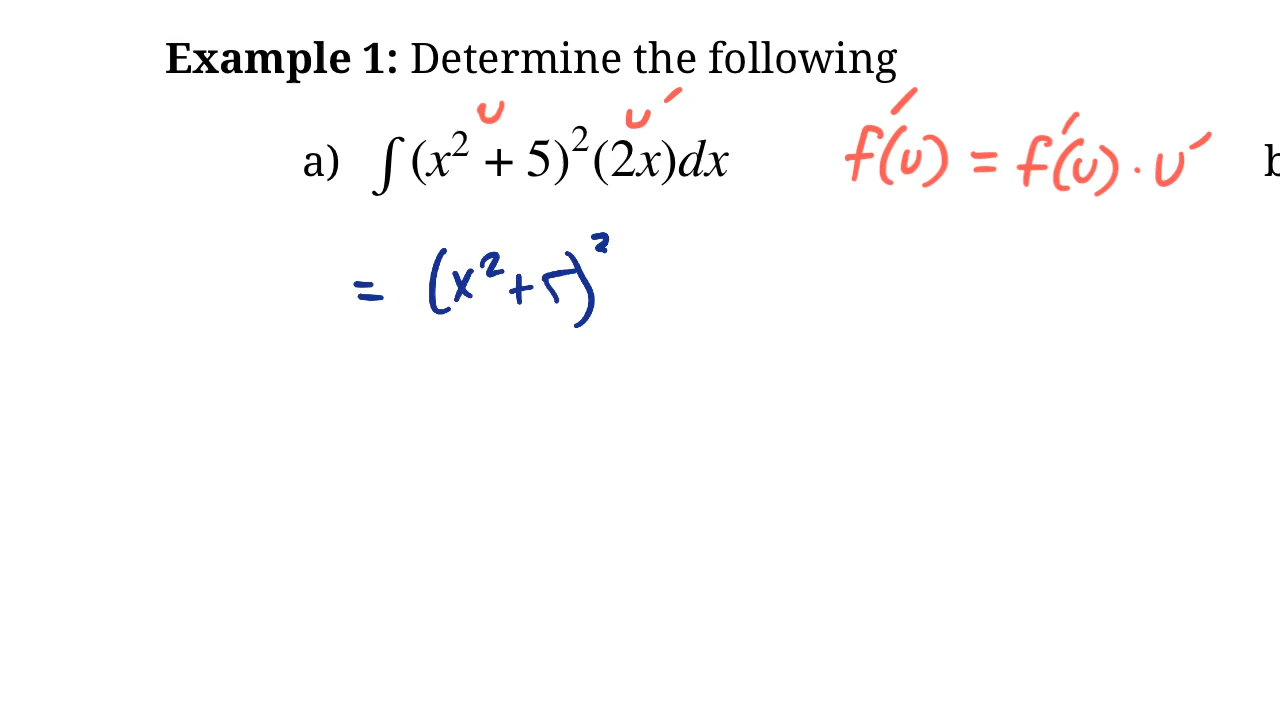 Example 1: Determine the following
u u′
a) ∫(x² + 5)²(2x)dx f′(u) = f′(u) · u′ b
= (x²+5)²